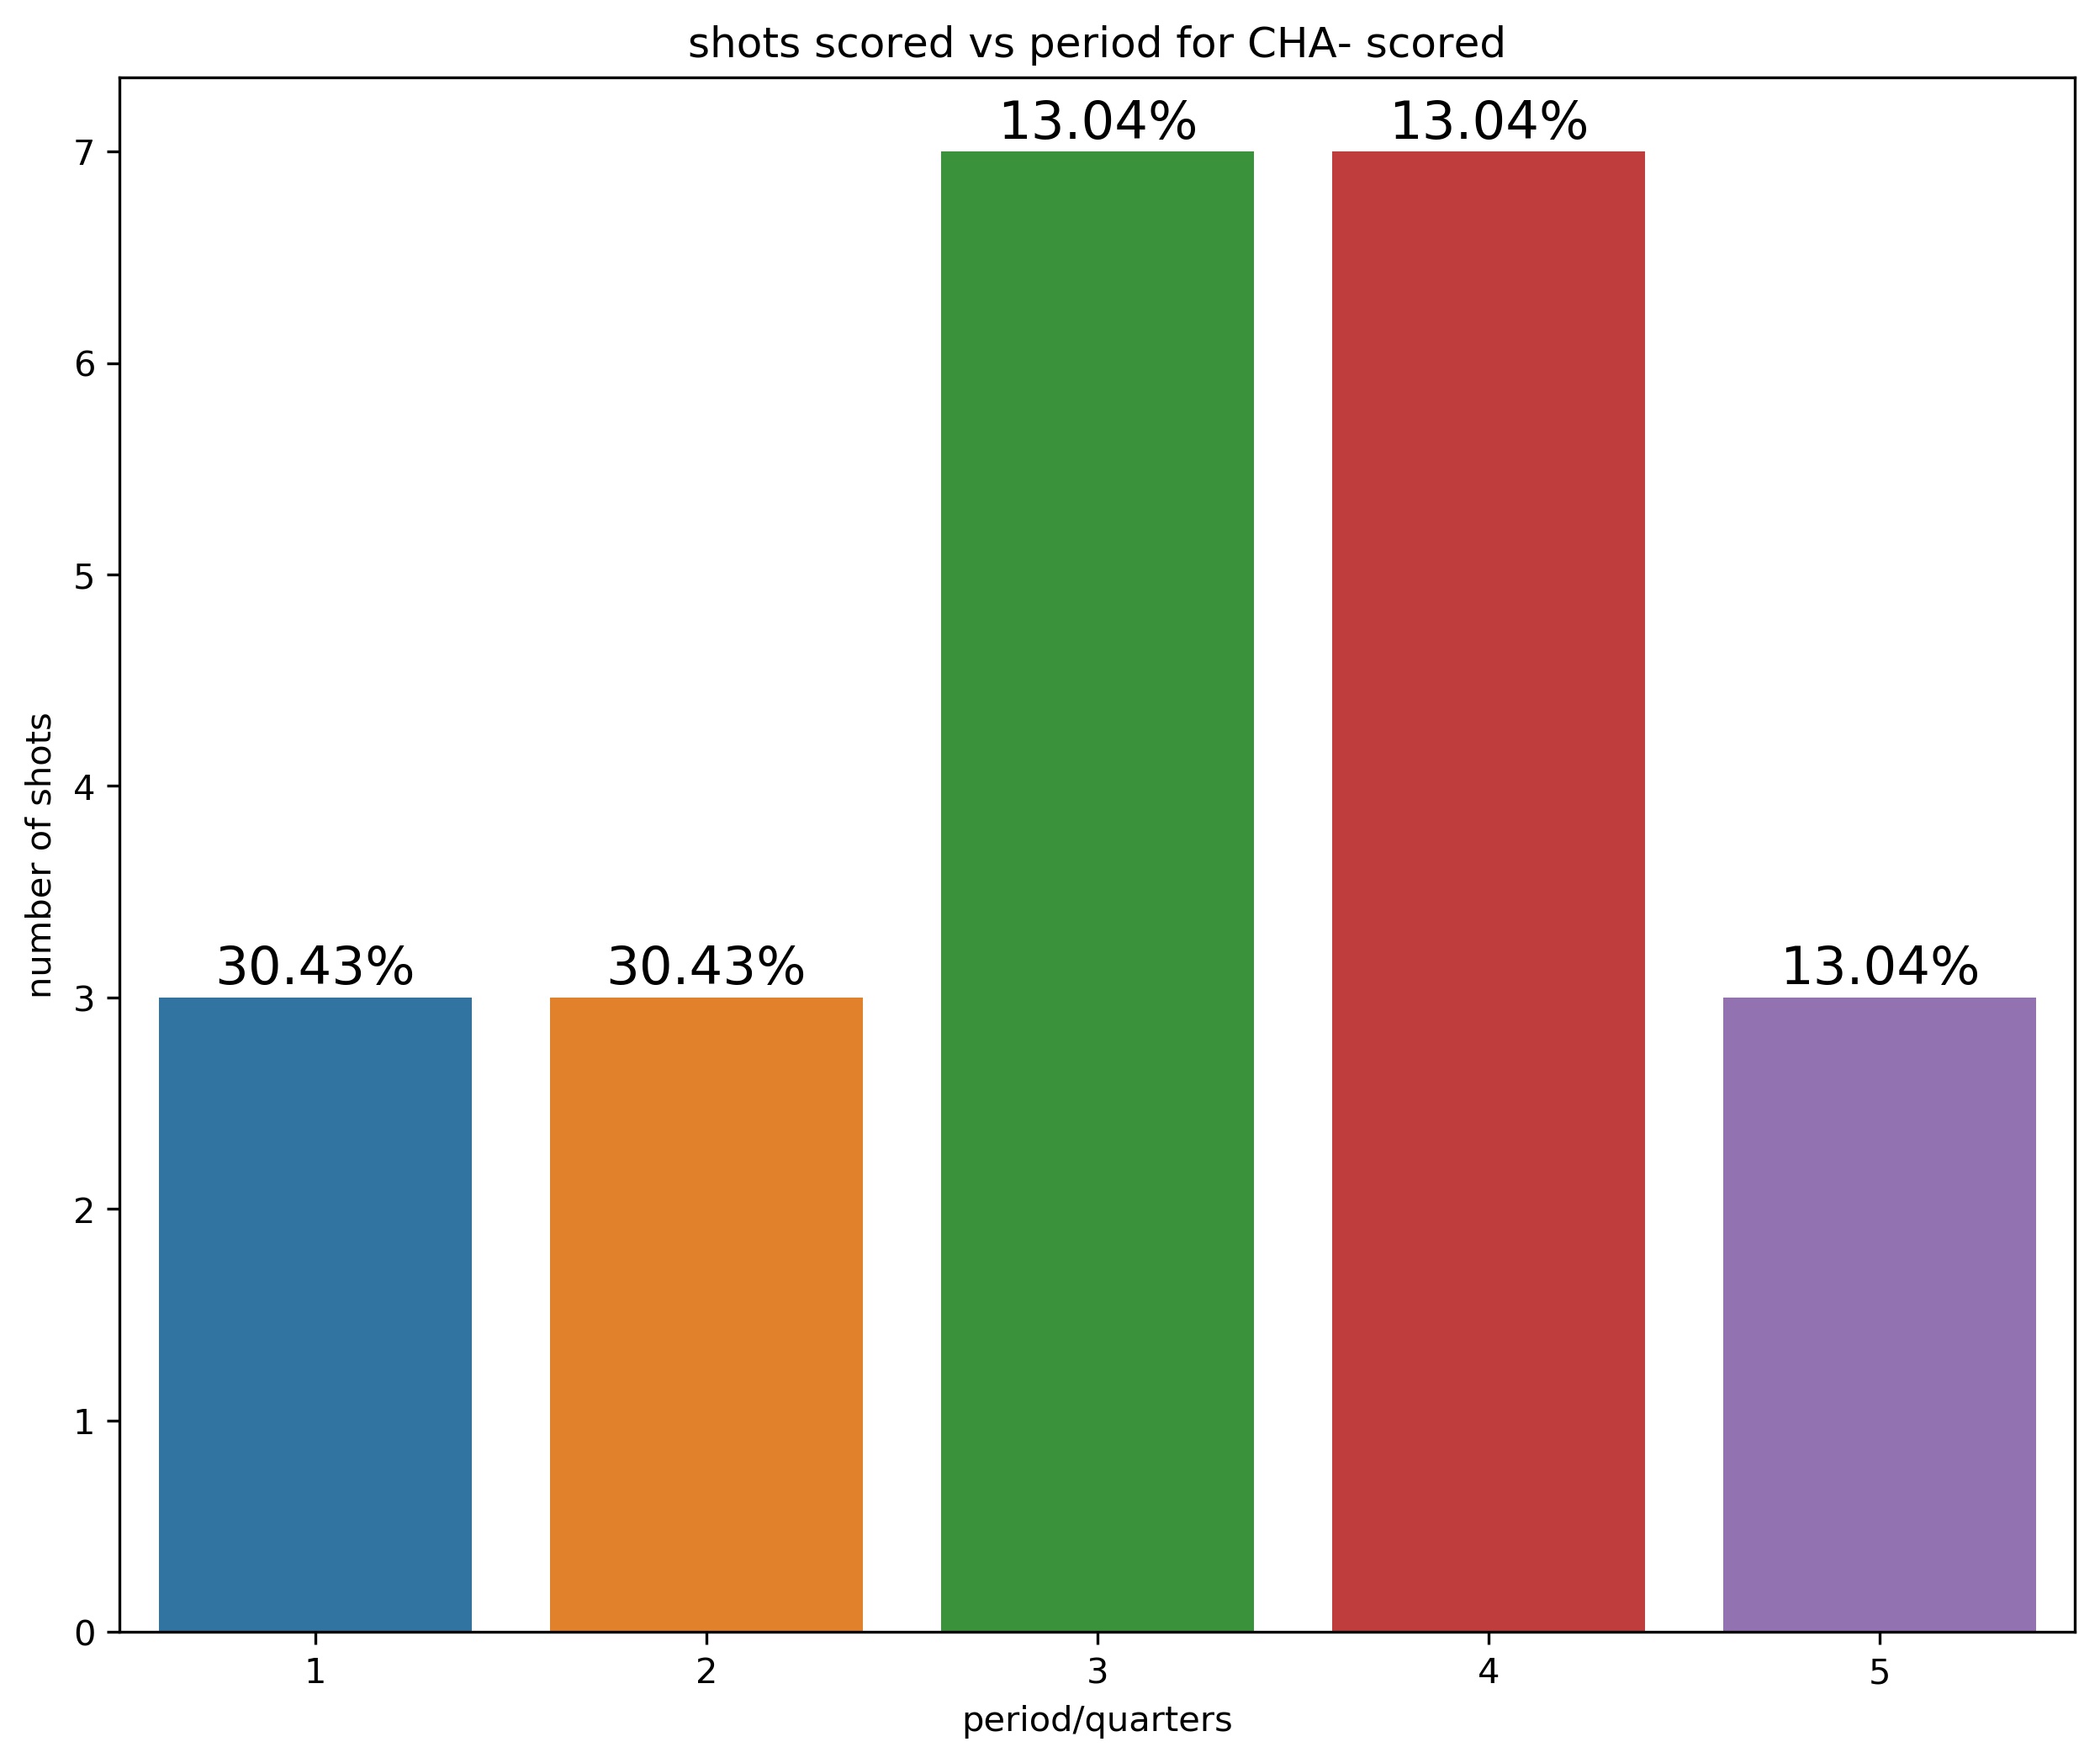 shots scored vs period for CHA- scored
13.04% 13.04%
7
6
5
4
number of shots
30.43% 30.43% 13.04%
3
2
1
0
1 2 3 4 5
period/quarters